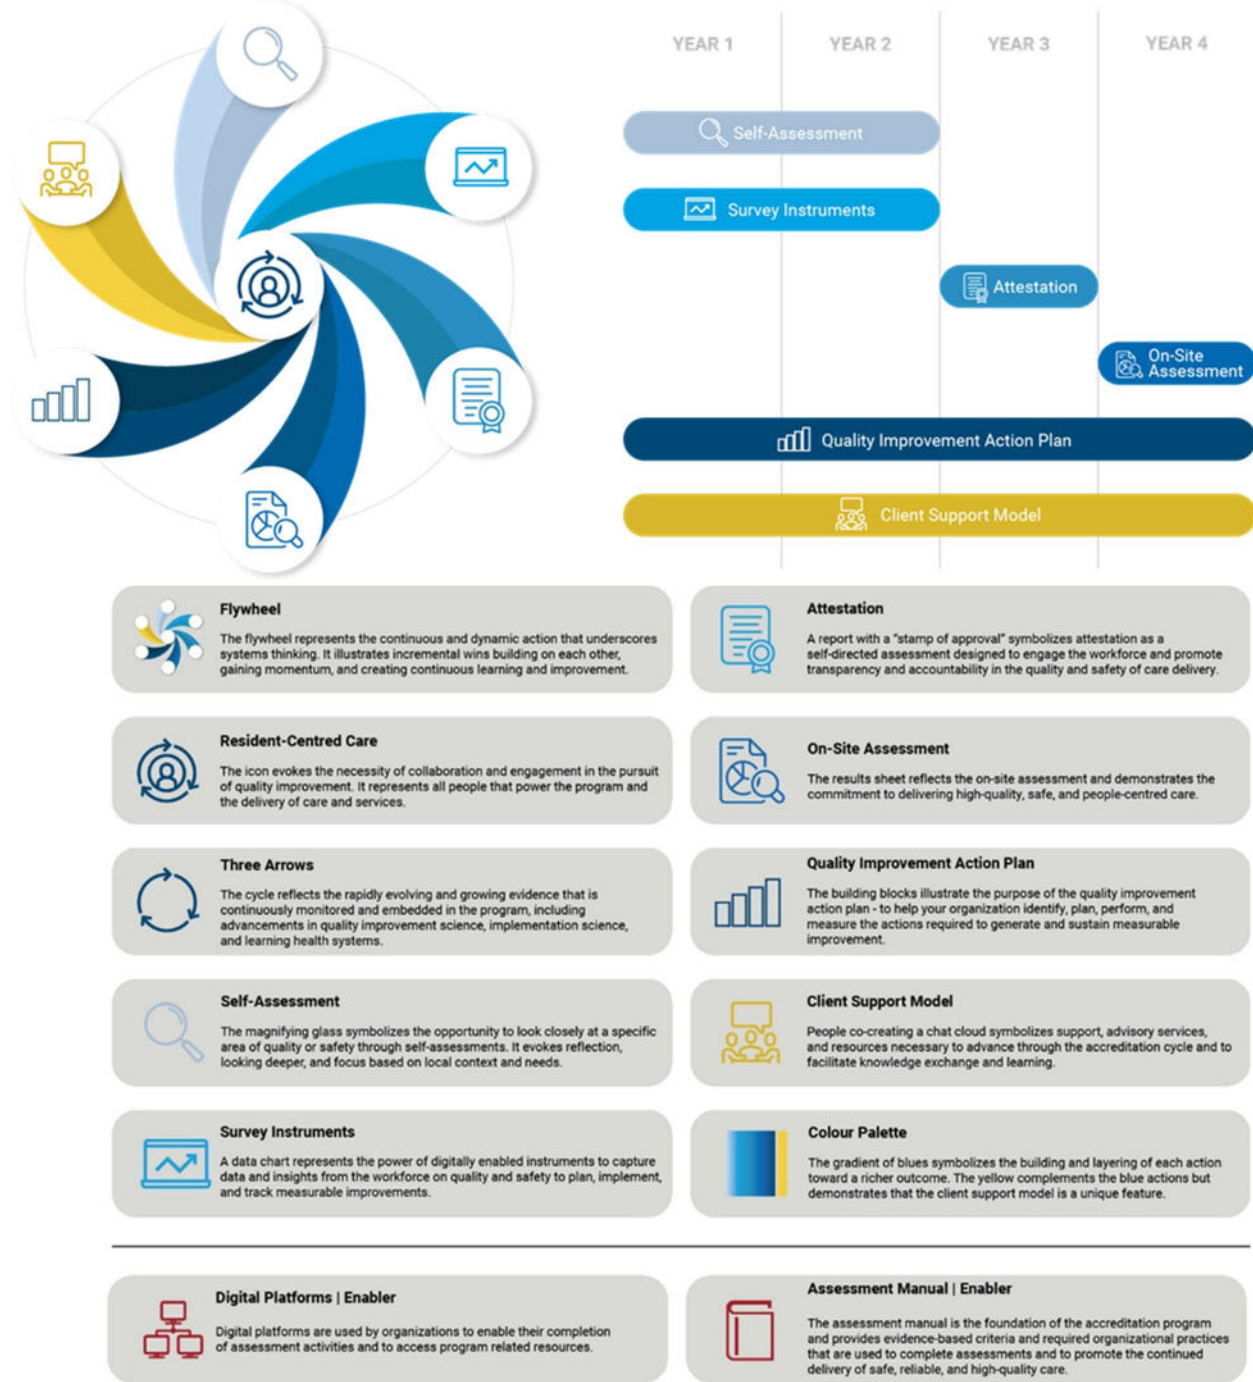 YEAR 1
YEAR 2
YEAR 3
YEAR 4
Self-Assessment
Survey Instruments
Attestation
On-Site
Assessment
Quality Improvement Action Plan
Client Support Model
Flywheel
The flywheel represents the continuous and dynamic action that underscores
systems thinking. It illustrates incremental wins building on each other,
gaining momentum, and creating continuous learning and improvement.
Attestation
A report with a “stamp of approval” symbolizes attestation as a
self-directed assessment designed to engage the workforce and promote
transparency and accountability in the quality and safety of care delivery.
Resident-Centred Care
The icon evokes the necessity of collaboration and engagement in the pursuit
of quality improvement. It represents all people that power the program and
the delivery of care and services.
On-Site Assessment
The results sheet reflects the on-site assessment and demonstrates the
commitment to delivering high-quality, safe, and people-centred care.
Three Arrows
The cycle reflects the rapidly evolving and growing evidence that is
continuously monitored and embedded in the program, including
advancements in quality improvement science, implementation science,
and learning health systems.
Quality Improvement Action Plan
The building blocks illustrate the purpose of the quality improvement
action plan - to help your organization identify, plan, perform, and
measure the actions required to generate and sustain measurable
improvement.
Self-Assessment
The magnifying glass symbolizes the opportunity to look closely at a specific
area of quality or safety through self-assessments. It evokes reflection,
looking deeper, and focus based on local context and needs.
Client Support Model
People co-creating a chat cloud symbolizes support, advisory services,
and resources necessary to advance through the accreditation cycle and to
facilitate knowledge exchange and learning.
Survey Instruments
A data chart represents the power of digitally enabled instruments to capture
data and insights from the workforce on quality and safety to plan, implement,
and track measurable improvements.
Colour Palette
The gradient of blues symbolizes the building and layering of each action
toward a richer outcome. The yellow complements the blue actions but
demonstrates that the client support model is a unique feature.
Digital Platforms | Enabler
Digital platforms are used by organizations to enable their completion
of assessment activities and to access program related resources.
Assessment Manual | Enabler
The assessment manual is the foundation of the accreditation program
and provides evidence-based criteria and required organizational practices
that are used to complete assessments and to promote the continued
delivery of safe, reliable, and high-quality care.